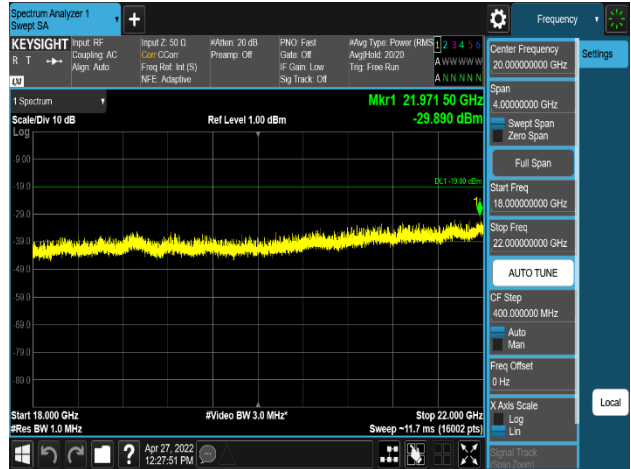 Spectrum Analyzer 1
Swept SA
+
Frequency
KEYSIGHT
R T
LXI
Input: RF
Coupling: AC
Align: Auto
Input Z: 50 Ω
Corr CCorr
Freq Ref: Int (S)
NFE: Adaptive
#Atten: 20 dB
Preamp: Off
PNO: Fast
Gate: Off
IF Gain: Low
Sig Track: Off
#Avg Type: Power (RMS
Avg|Hold: 20/20
Trig: Free Run
1 2 3 4 5 6
A W W W W W
A N N N N N
1 Spectrum
Scale/Div 10 dB
Ref Level 1.00 dBm
Mkr1 21.971 50 GHz
-29.890 dBm
Log
-9.00
-19.0
-29.0
-39.0
-49.0
-59.0
-69.0
-79.0
-89.0
DL1 -19.00 dBm
1
Start 18.000 GHz
#Res BW 1.0 MHz
#Video BW 3.0 MHz*
Stop 22.000 GHz
Sweep ~11.7 ms (16002 pts)
Center Frequency
20.000000000 GHz
Settings
Span
4.00000000 GHz
Swept Span
Zero Span
Full Span
Start Freq
18.000000000 GHz
Stop Freq
22.000000000 GHz
AUTO TUNE
CF Step
400.000000 MHz
Auto
Man
Freq Offset
0 Hz
X Axis Scale
Log
Lin
Local
Signal Track
(Span Zoom)
?
Apr 27, 2022
12:27:51 PM